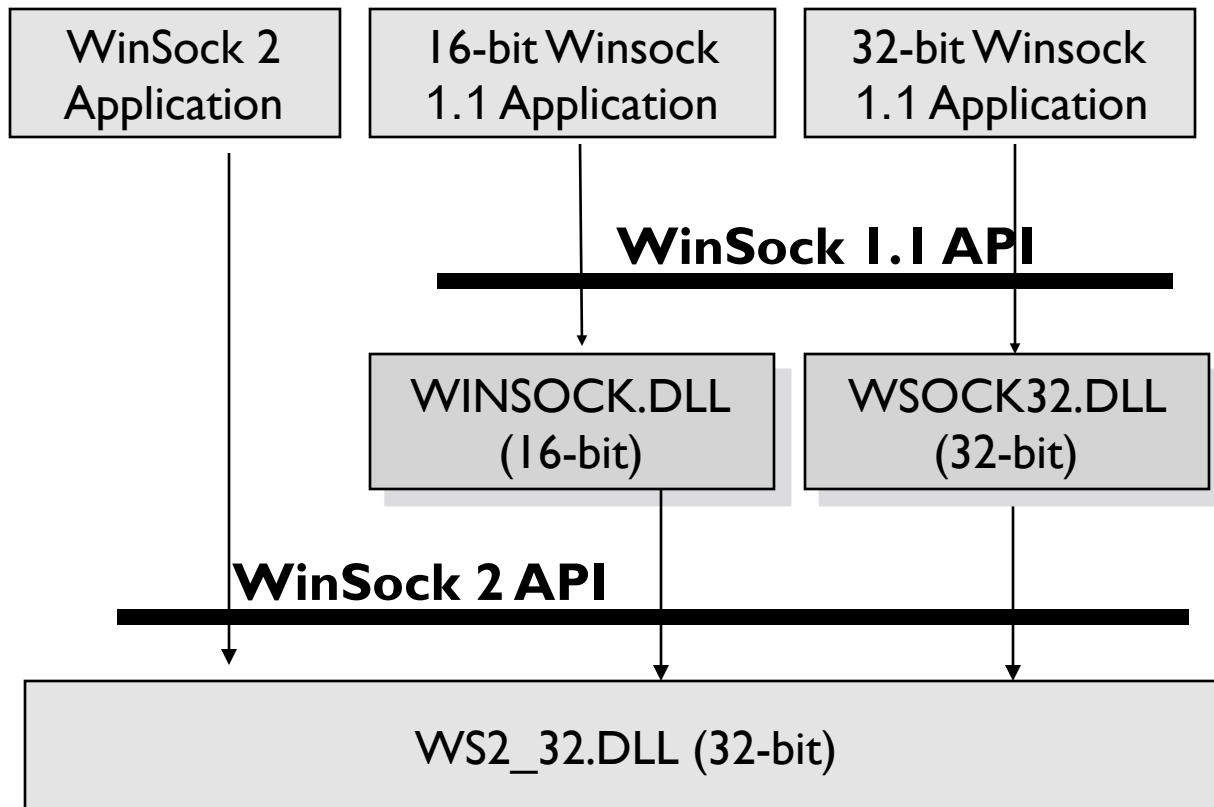 WinSock 2
Application
16-bit Winsock
1.1 Application
32-bit Winsock
1.1 Application
WinSock 1.1 API
WINSOCK.DLL
(16-bit)
WSOCK32.DLL
(32-bit)
WinSock 2 API
WS2_32.DLL (32-bit)